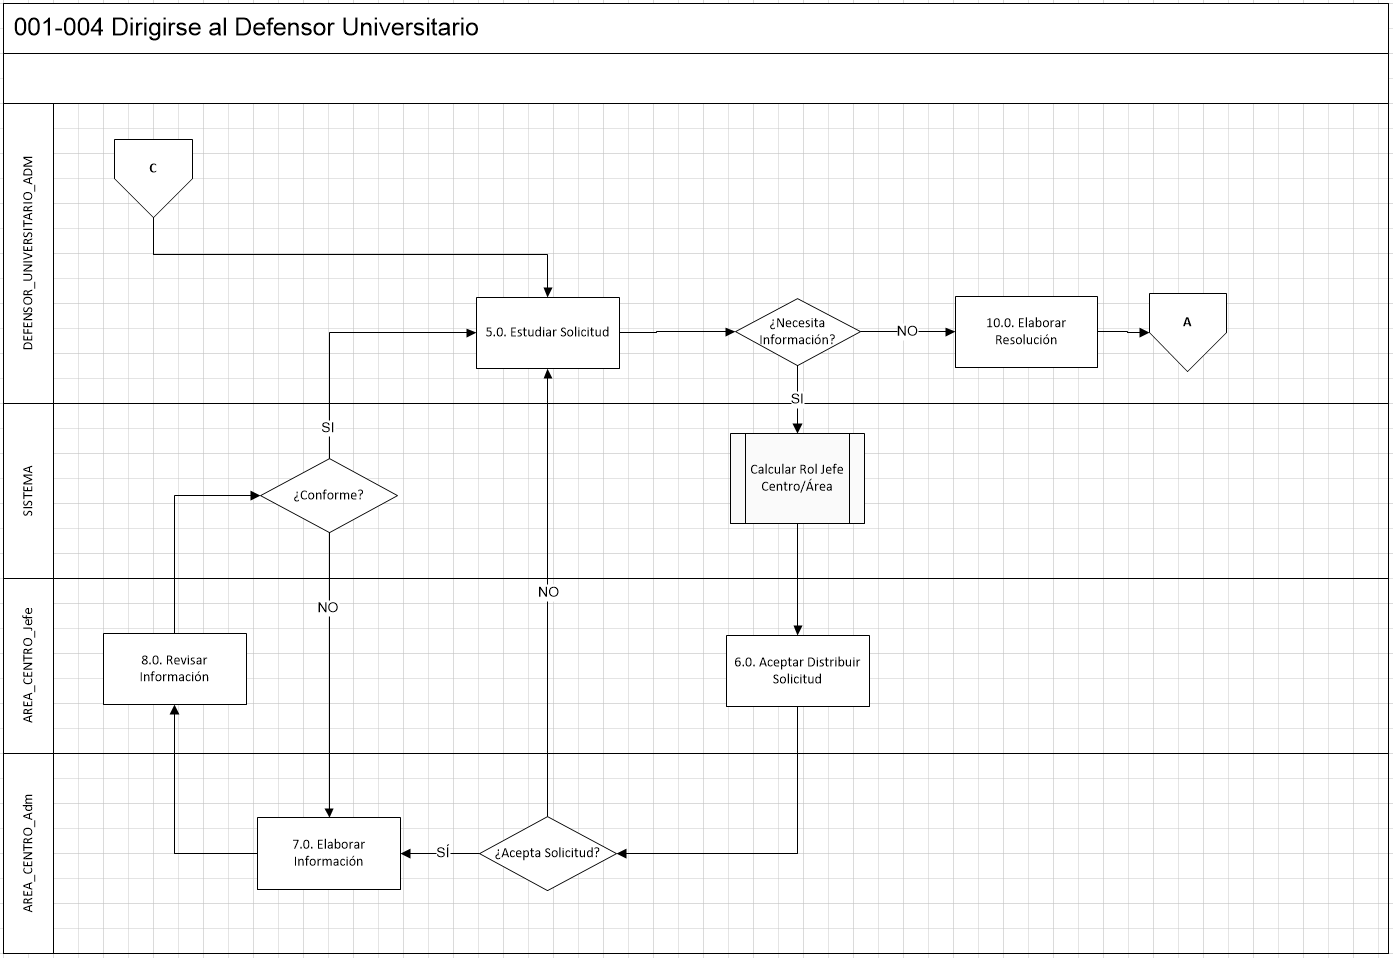 001-004 Dirigirse al Defensor Universitario
DEFENSOR_UNIVERSITARIO_ADM
C
5.0. Estudiar Solicitud
¿Necesita
Información?
NO
10.0. Elaborar
Resolución
A
SI
SISTEMA
SI
¿Conforme?
Calcular Rol Jefe
Centro/Área
NO
NO
AREA_CENTRO_Jefe
8.0. Revisar
Información
6.0. Aceptar Distribuir
Solicitud
AREA_CENTRO_Adm
7.0. Elaborar
Información
SÍ
¿Acepta Solicitud?